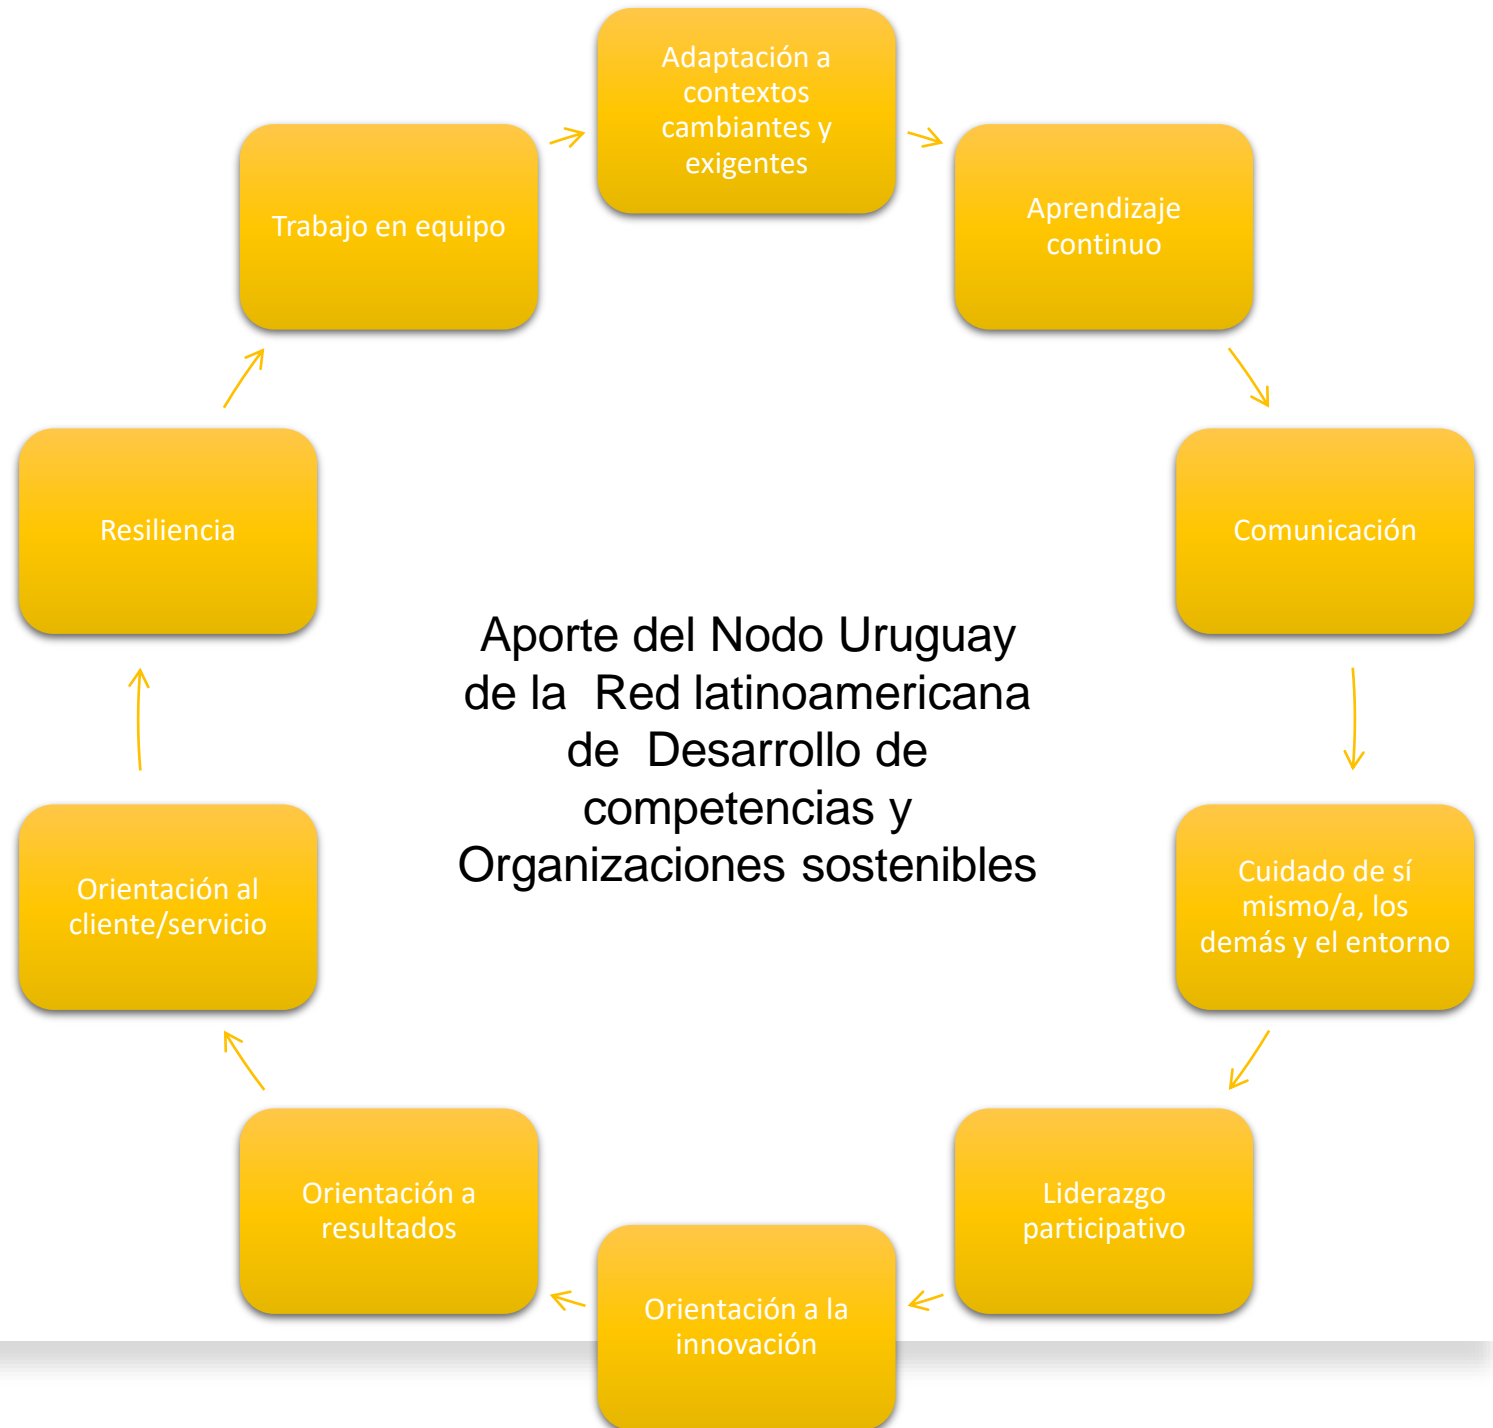 Adaptación a
contextos
cambiantes y
exigentes
Aprendizaje
continuo
Comunicación
Cuidado de sí
mismo/a, los
demás y el entorno
Liderazgo
participativo
Orientación a la
innovación
Orientación a
resultados
Orientación al
cliente/servicio
Resiliencia
Trabajo en equipo
Aporte del Nodo Uruguay
de la Red latinoamericana
de Desarrollo de
competencias y
Organizaciones sostenibles